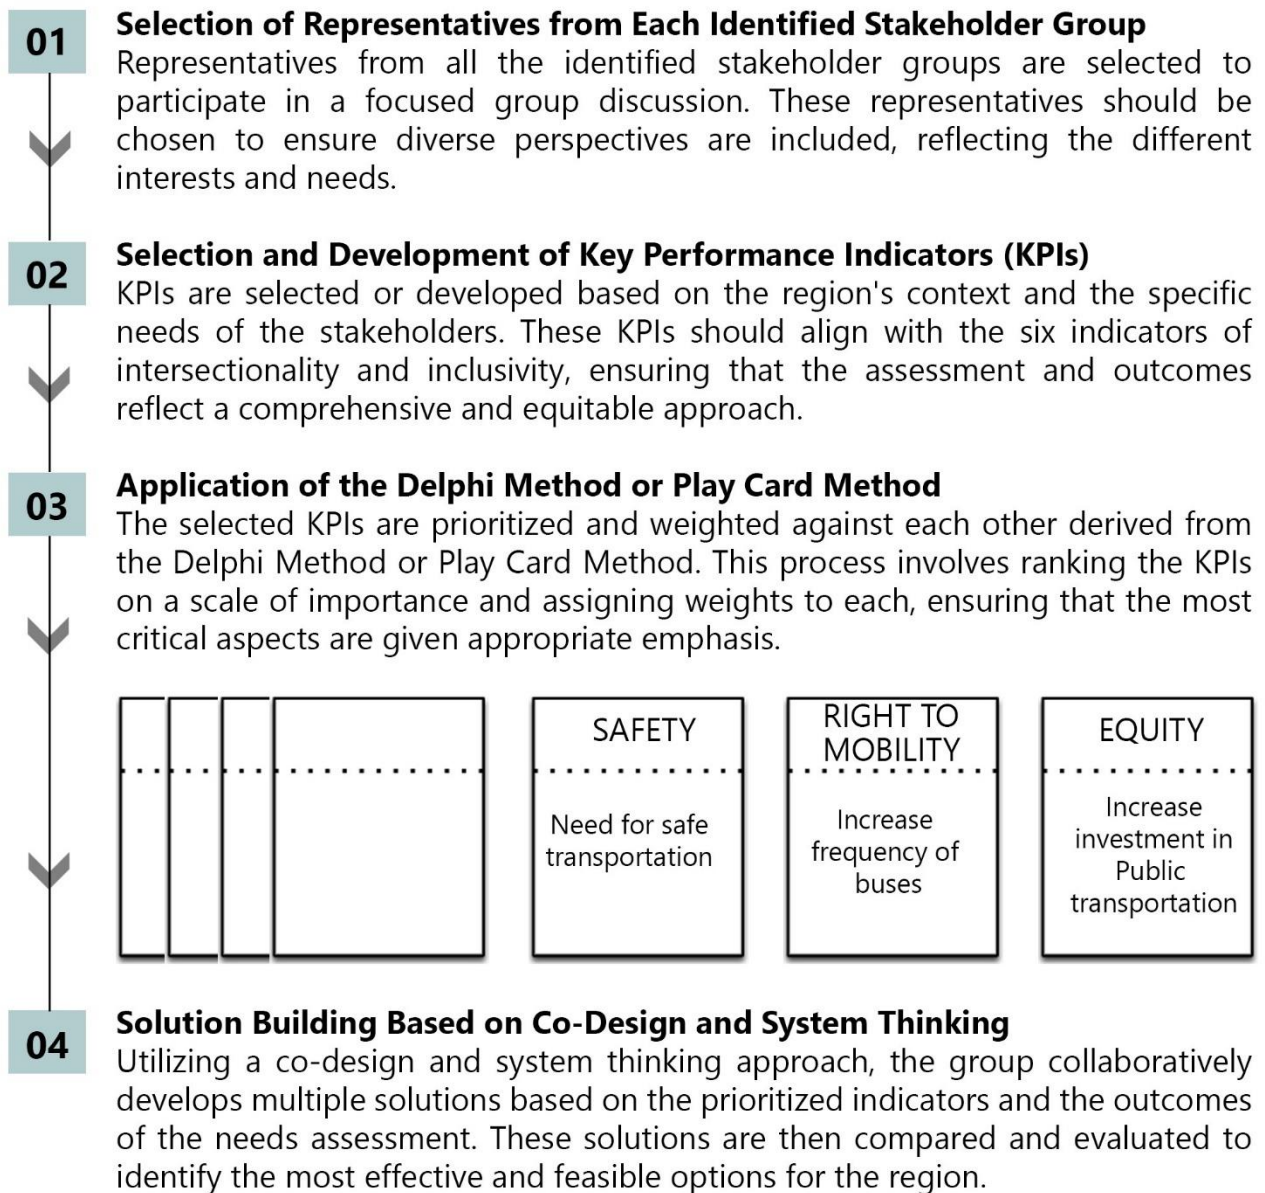 01
Selection of Representatives from Each Identified Stakeholder Group
Representatives from all the identified stakeholder groups are selected to
participate in a focused group discussion. These representatives should be
chosen to ensure diverse perspectives are included, reflecting the different
interests and needs.
02
Selection and Development of Key Performance Indicators (KPIs)
KPIs are selected or developed based on the region's context and the specific
needs of the stakeholders. These KPIs should align with the six indicators of
intersectionality and inclusivity, ensuring that the assessment and outcomes
reflect a comprehensive and equitable approach.
03
Application of the Delphi Method or Play Card Method
The selected KPIs are prioritized and weighted against each other derived from
the Delphi Method or Play Card Method. This process involves ranking the KPIs
on a scale of importance and assigning weights to each, ensuring that the most
critical aspects are given appropriate emphasis.
SAFETY
Need for safe
transportation
RIGHT TO
MOBILITY
Increase
frequency of
buses
EQUITY
Increase
investment in
Public
transportation
04
Solution Building Based on Co-Design and System Thinking
Utilizing a co-design and system thinking approach, the group collaboratively
develops multiple solutions based on the prioritized indicators and the outcomes
of the needs assessment. These solutions are then compared and evaluated to
identify the most effective and feasible options for the region.